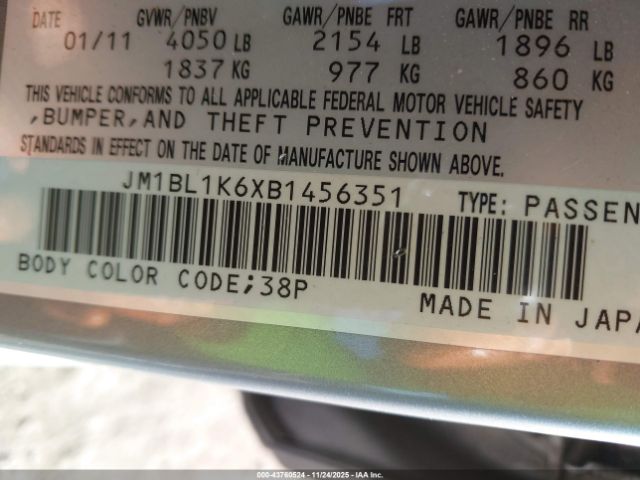 DATE GVWR/PNBV GAWR/PNBE FRT GAWR/PNBE RR
01/11 4050 LB 2154 LB 1896 LB
1837 KG 977 KG 860 KG
THIS VEHICLE CONFORMS TO ALL APPLICABLE FEDERAL MOTOR VEHICLE SAFETY
,BUMPER,AND THEFT PREVENTION
STANDARDS IN EFFECT ON THE DATE OF MANUFACTURE SHOWN ABOVE.
JM1BL1K6XB1456351 TYPE: PASSEN
BODY COLOR CODE;38P MADE IN JAPA
000-43760524 - 11/24/2025 - IAAI, Inc.